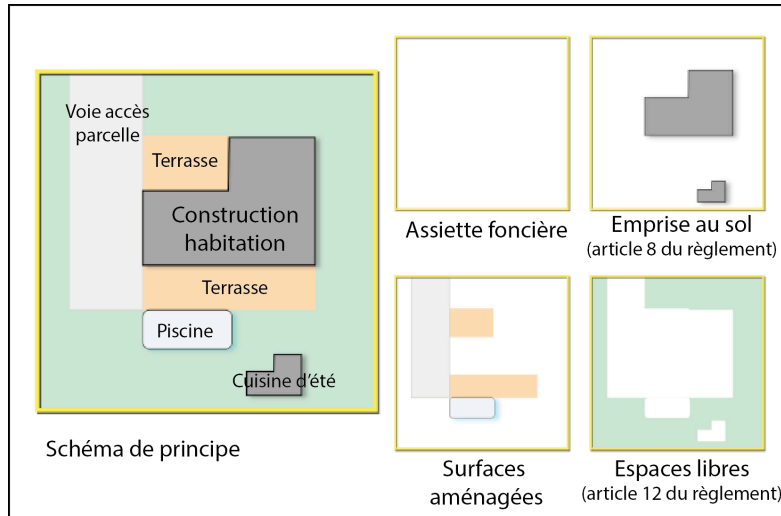 Voie accès
parcelle
Terrasse
Construction
habitation
Terrasse
Piscine
Cuisine d'été
Schéma de principe
Assiette foncière
Emprise au sol
(article 8 du règlement)
Surfaces
aménagées
Espaces libres
(article 12 du règlement)